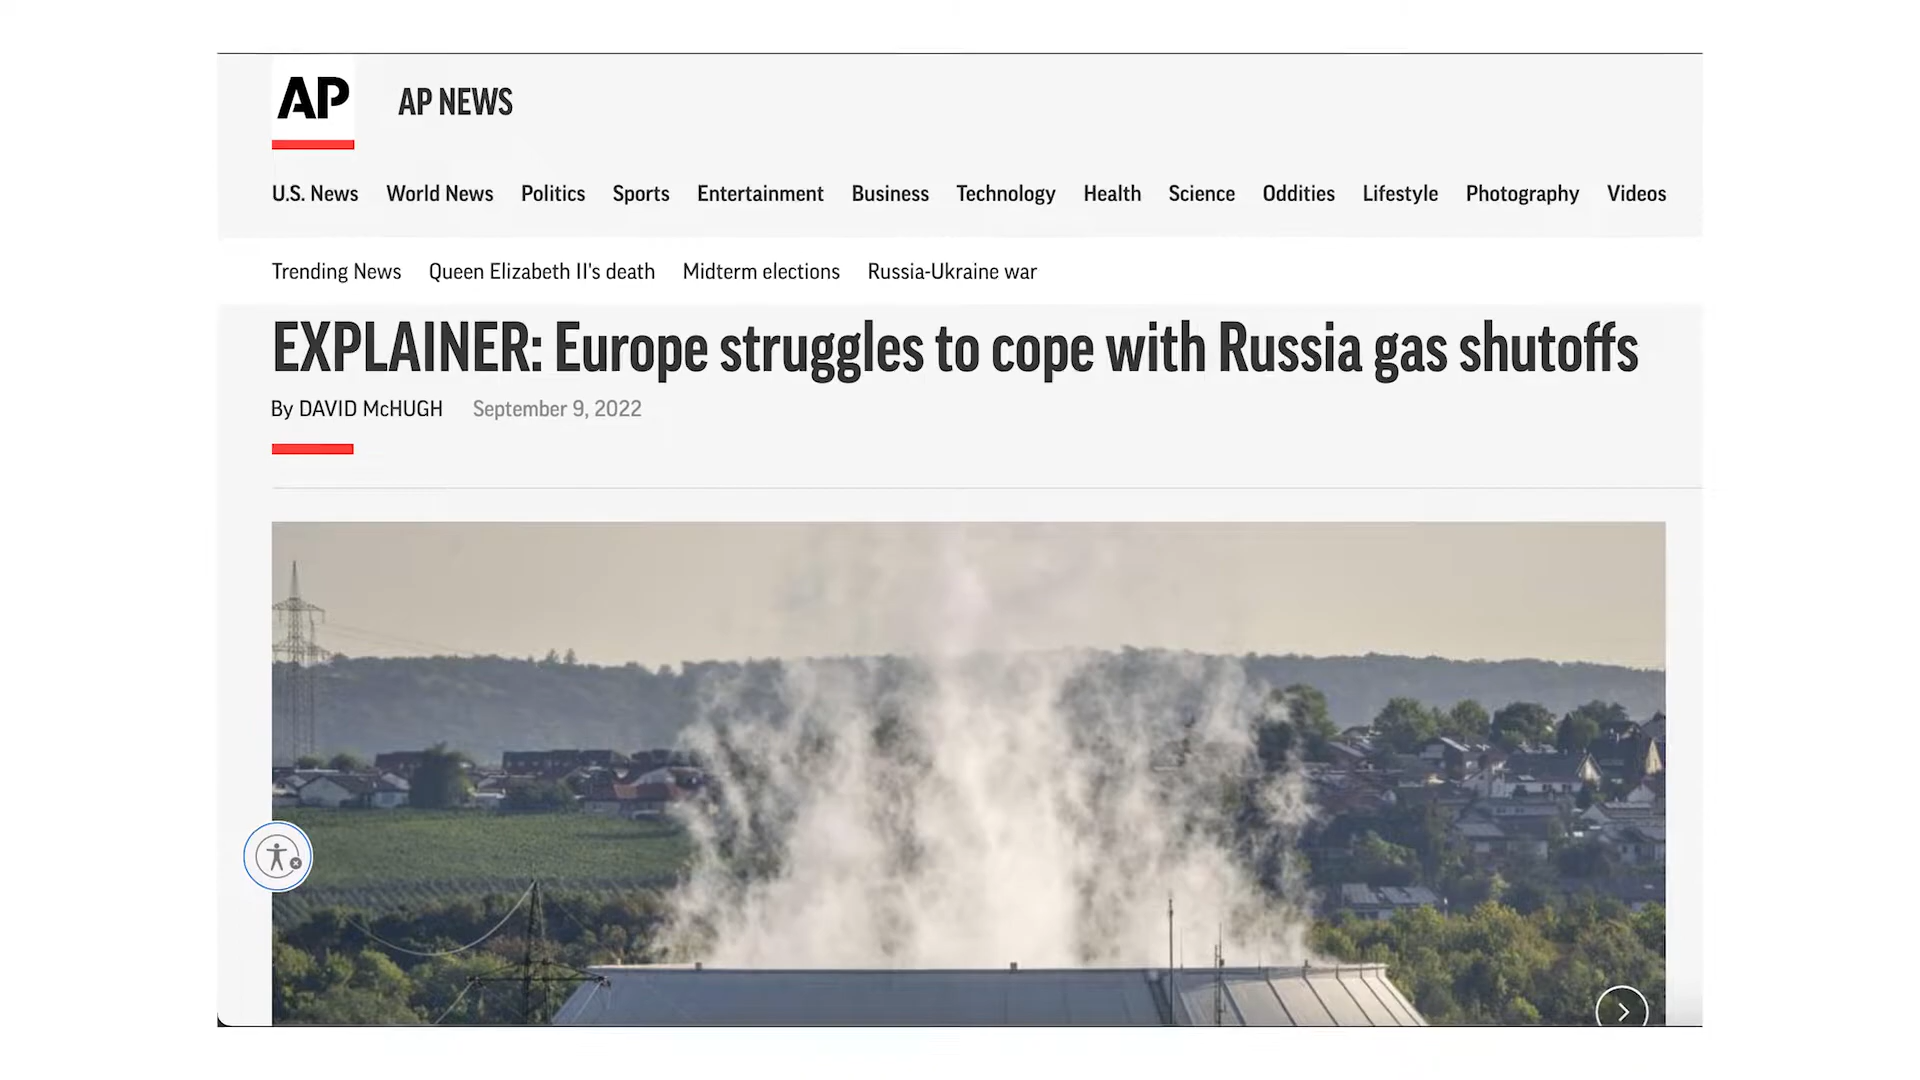 AP
AP NEWS
U.S. News World News Politics Sports Entertainment Business Technology Health Science Oddities Lifestyle Photography Videos
Trending News Queen Elizabeth II's death Midterm elections Russia-Ukraine war
EXPLAINER: Europe struggles to cope with Russia gas shutoffs
By DAVID McHUGH September 9, 2022